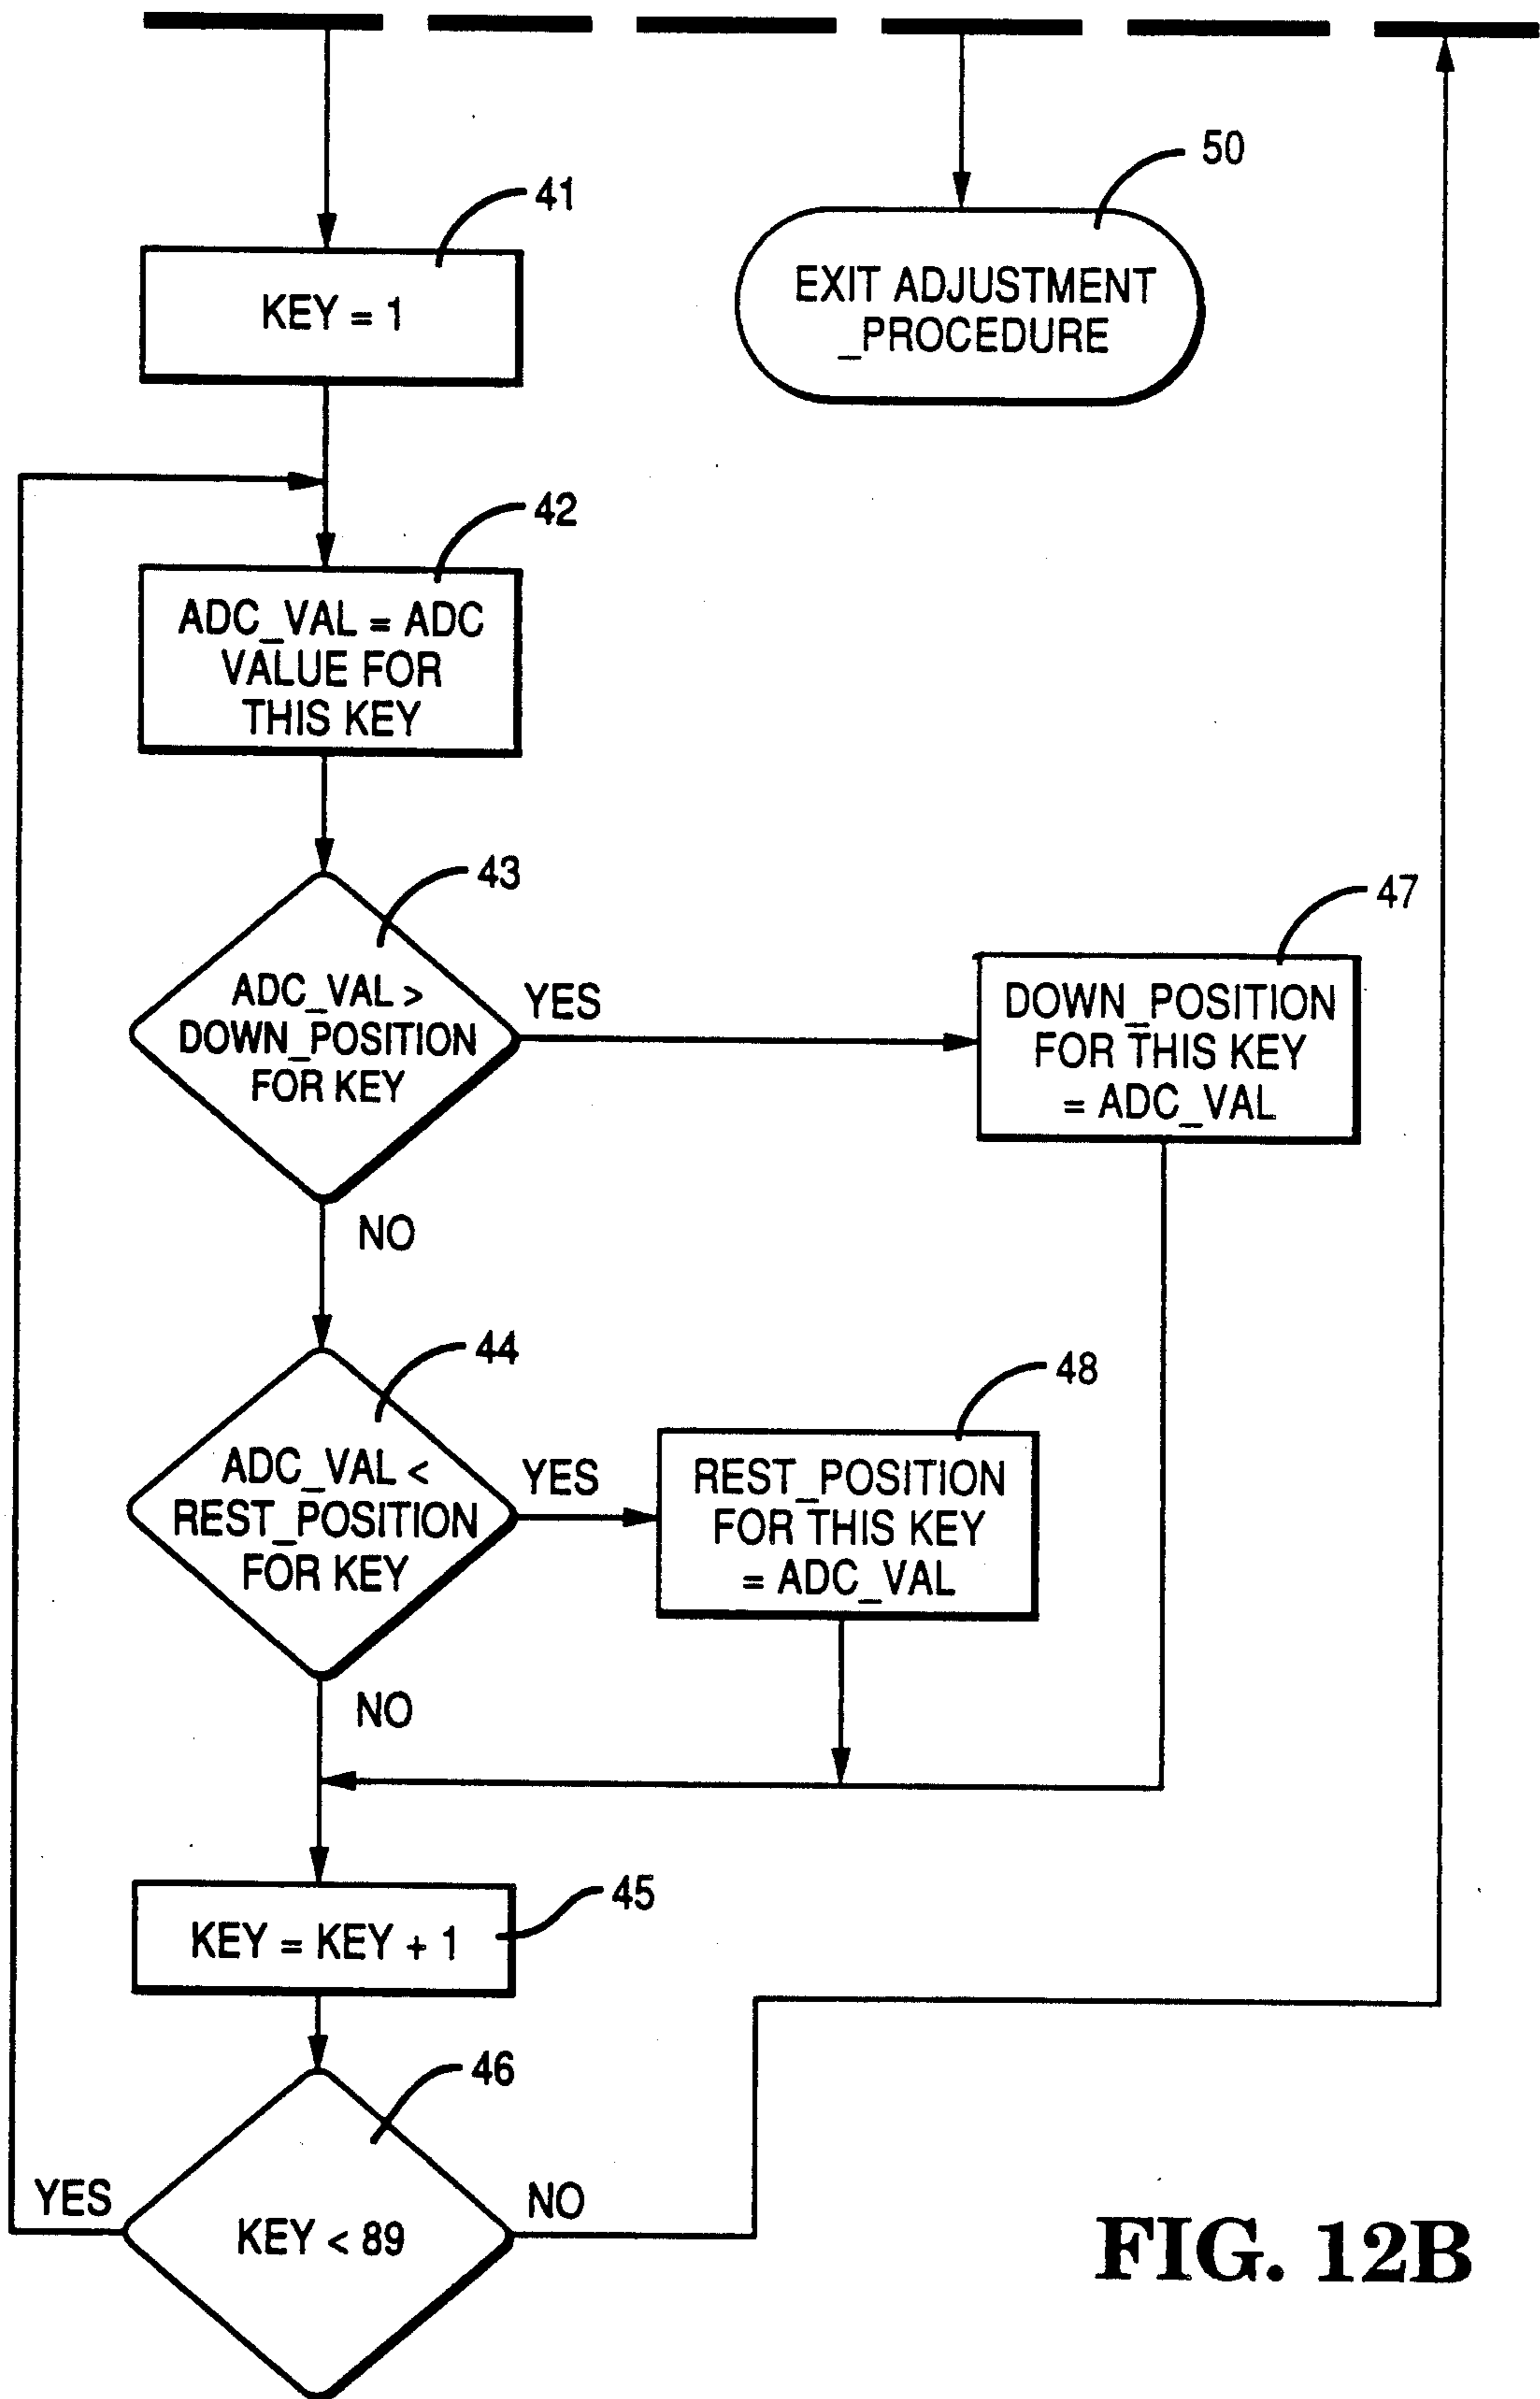 50
41
EXIT ADJUSTMENT
_PROCEDURE
KEY = 1
42
ADC_VAL = ADC
VALUE FOR
THIS KEY
43
47
ADC_VAL >
DOWN_POSITION
FOR KEY
YES
DOWN_POSITION
FOR THIS KEY
= ADC_VAL
NO
44
48
ADC_VAL <
REST_POSITION
FOR KEY
YES
REST_POSITION
FOR THIS KEY
= ADC_VAL
NO
45
KEY = KEY + 1
46
YES
KEY < 89
NO
FIG. 12B